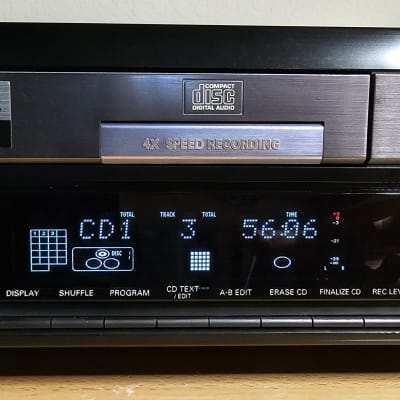 COMPACT
disc
DIGITAL AUDIO
4X SPEED RECORDING
TOTAL TRACK TOTAL TIME
CD1 3 56:06
DISC 1
DISPLAY SHUFFLE PROGRAM CD TEXT / EDIT A-B EDIT ERASE CD FINALIZE CD REC LEV